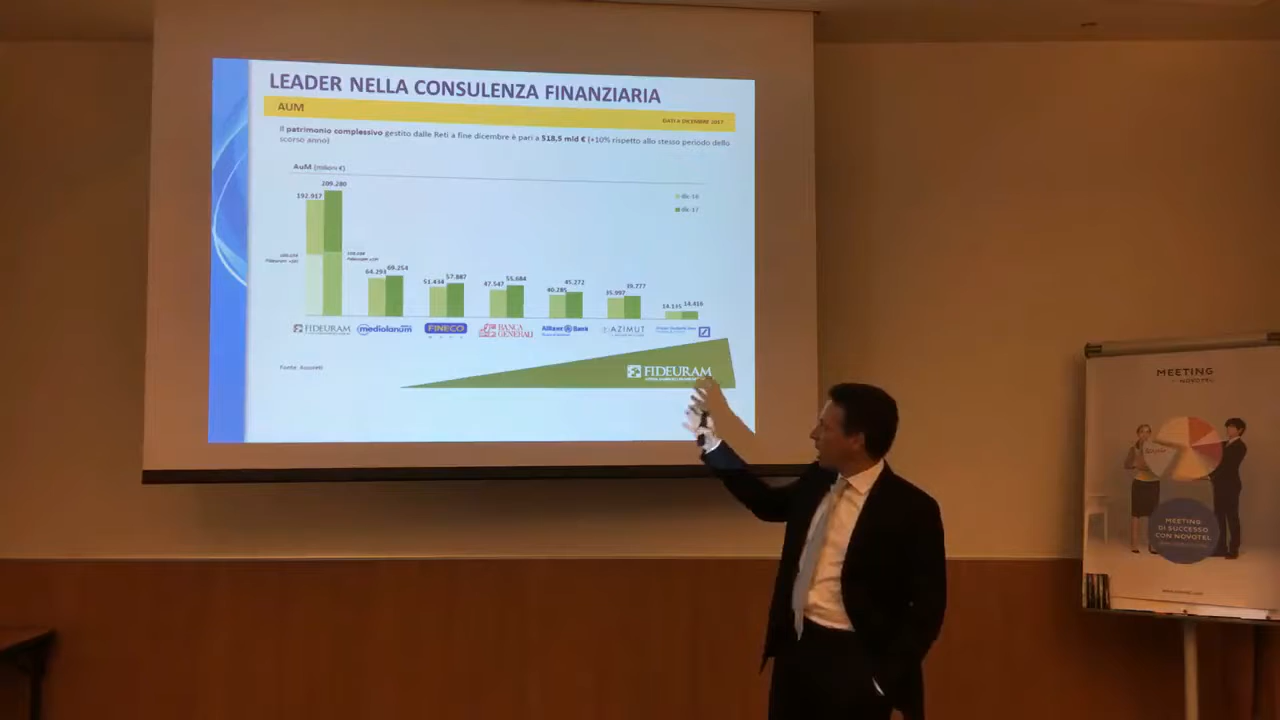 LEADER NELLA CONSULENZA FINANZIARIA
AUM
DATI A DICEMBRE 2017
Il patrimonio complessivo gestito dalle Reti a fine dicembre è pari a 518,5 mld € (+10% rispetto allo stesso periodo dello
scorso anno)
AuM (milioni €)
209.280
192.917
dic-16
dic-17
64.293
69.254
51.434
57.887
47.547
55.684
40.285
45.272
35.997
39.777
14.145
14.416
FIDEURAM
mediolanum
FINECO
BANK
BANCA
GENERALI
Allianz Bank
AZIMUT
Fonte: Assoreti
FIDEURAM
MEETING
NOVOTEL
MEETING
DI SUCCESSO
CON NOVOTEL